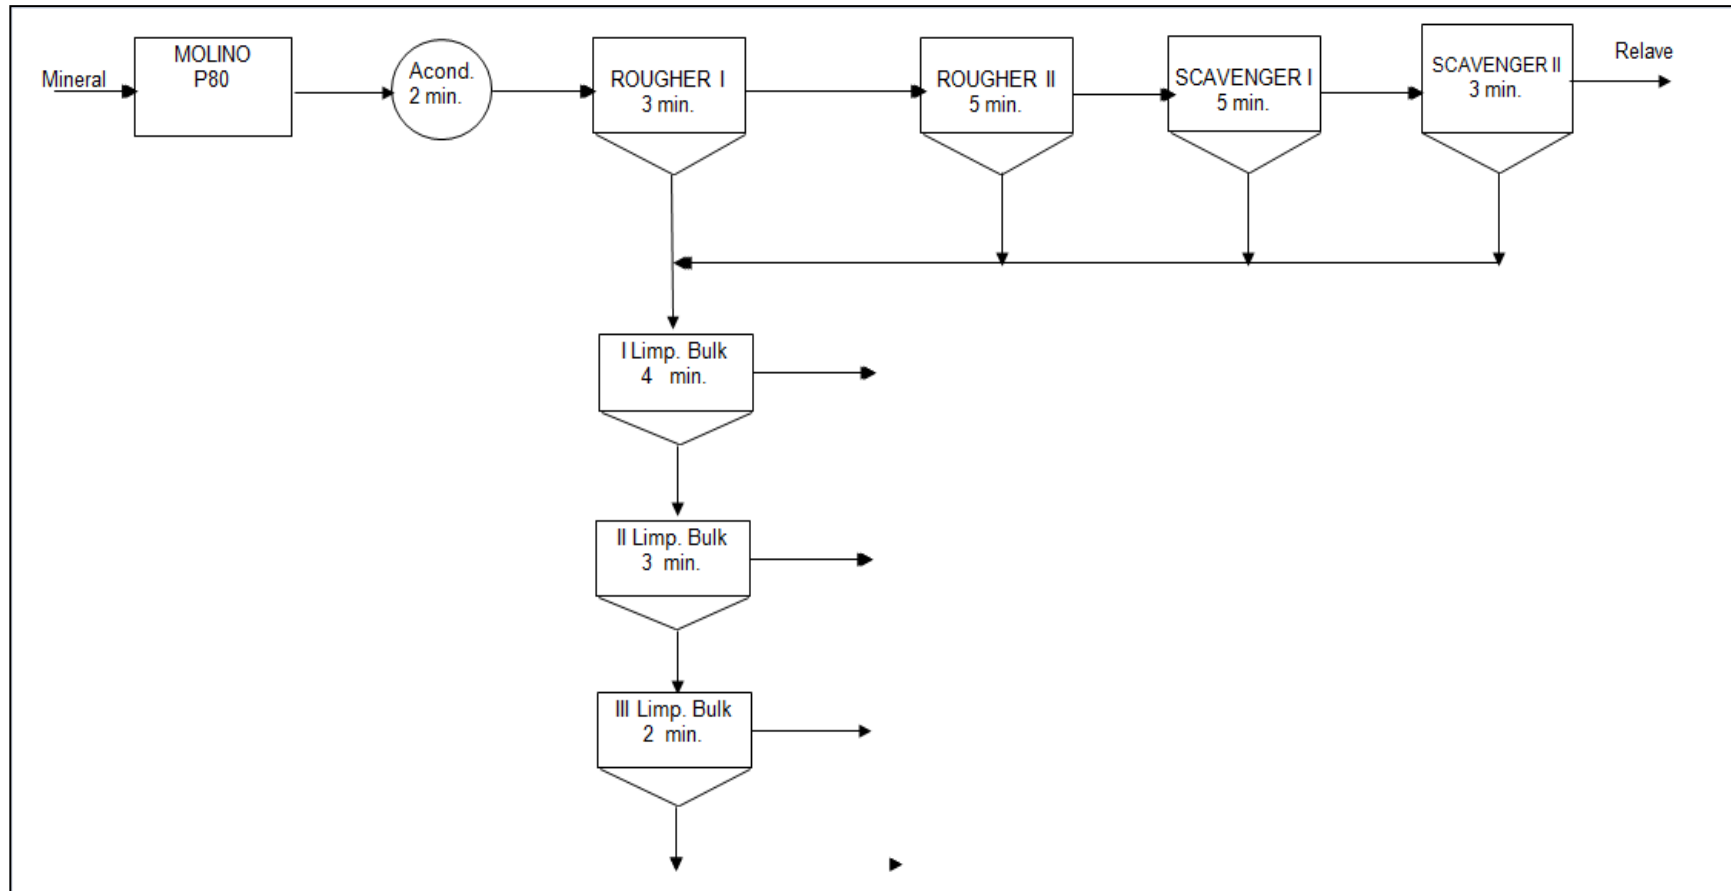 Mineral
MOLINO
P80
Acond.
2 min.
ROUGHER I
3 min.
ROUGHER II
5 min.
SCAVENGER I
5 min.
SCAVENGER II
3 min.
Relave
I Limp. Bulk
4 min.
II Limp. Bulk
3 min.
III Limp. Bulk
2 min.